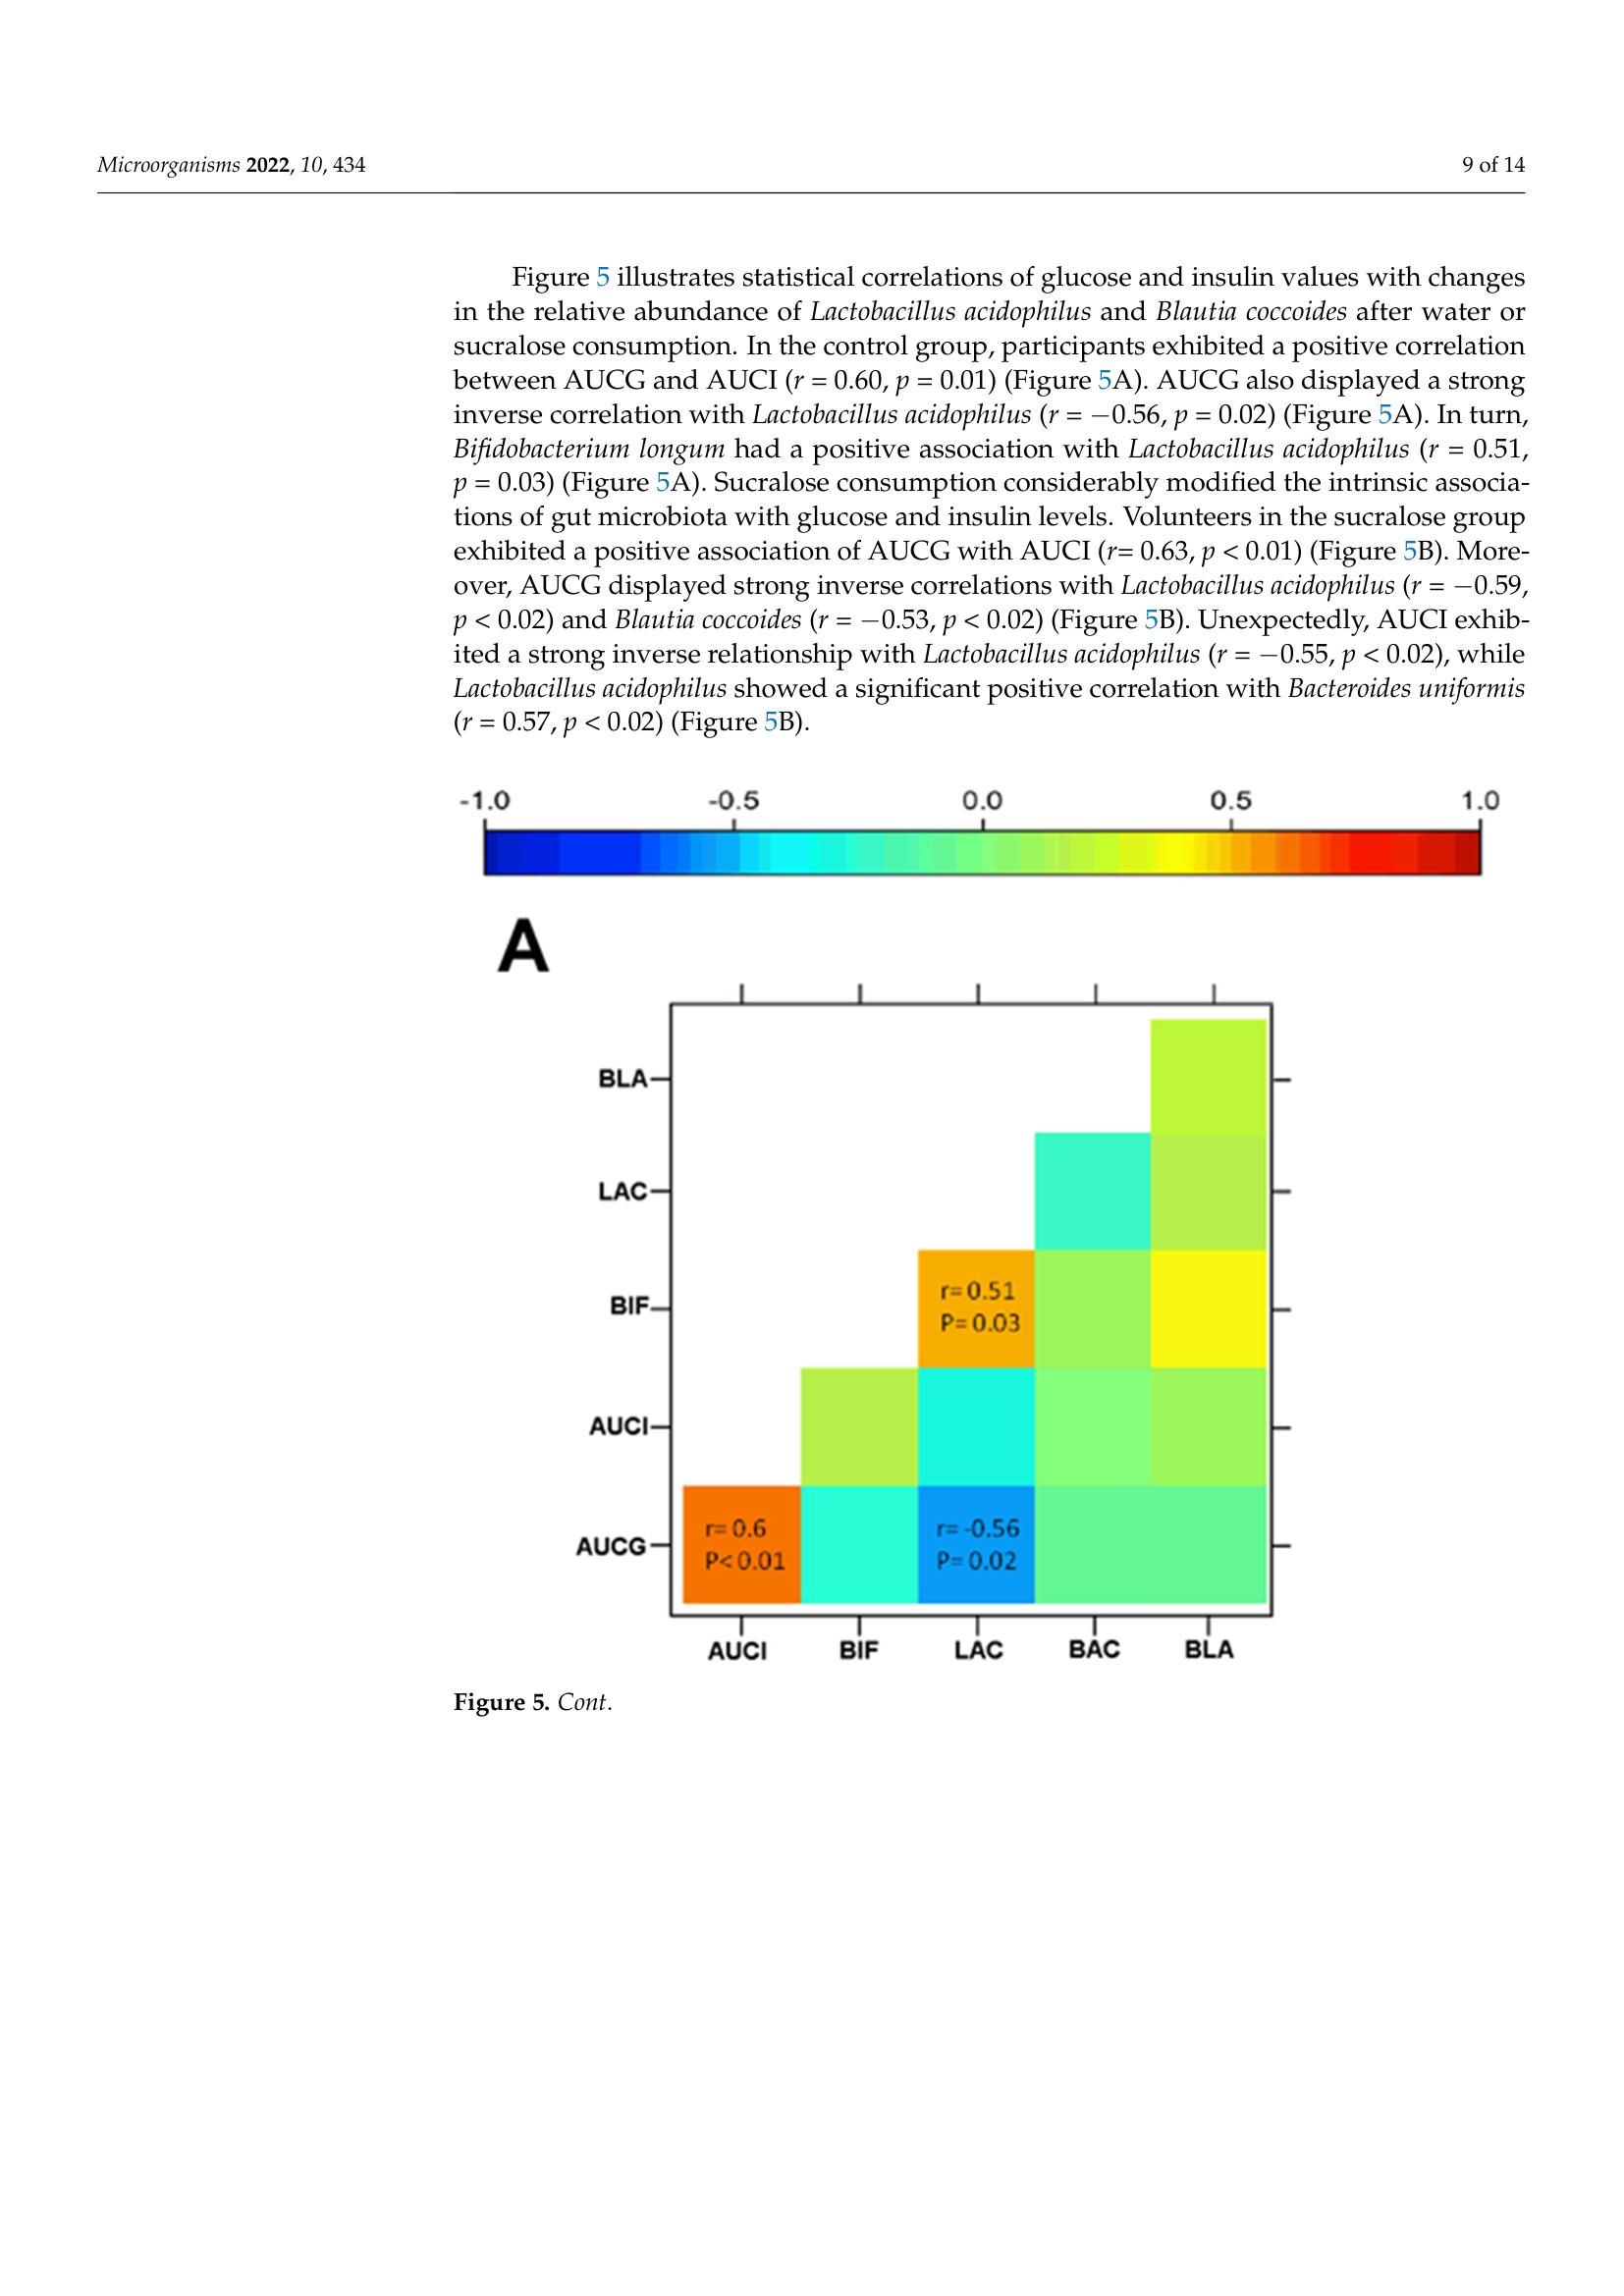 Microorganisms 2022, 10, 434
9 of 14
Figure 5 illustrates statistical correlations of glucose and insulin values with changes
in the relative abundance of Lactobacillus acidophilus and Blautia coccoides after water or
sucralose consumption. In the control group, participants exhibited a positive correlation
between AUCG and AUCI (r = 0.60, p = 0.01) (Figure 5A). AUCG also displayed a strong
inverse correlation with Lactobacillus acidophilus (r = −0.56, p = 0.02) (Figure 5A). In turn,
Bifidobacterium longum had a positive association with Lactobacillus acidophilus (r = 0.51,
p = 0.03) (Figure 5A). Sucralose consumption considerably modified the intrinsic associa-
tions of gut microbiota with glucose and insulin levels. Volunteers in the sucralose group
exhibited a positive association of AUCG with AUCI (r= 0.63, p < 0.01) (Figure 5B). More-
over, AUCG displayed strong inverse correlations with Lactobacillus acidophilus (r = −0.59,
p < 0.02) and Blautia coccoides (r = −0.53, p < 0.02) (Figure 5B). Unexpectedly, AUCI exhib-
ited a strong inverse relationship with Lactobacillus acidophilus (r = −0.55, p < 0.02), while
Lactobacillus acidophilus showed a significant positive correlation with Bacteroides uniformis
(r = 0.57, p < 0.02) (Figure 5B).
-1.0 -0.5 0.0 0.5 1.0
A
BLA
LAC
BIF
r= 0.51
P= 0.03
AUCI
AUCG
r= 0.6
P< 0.01
r= -0.56
P= 0.02
AUCI BIF LAC BAC BLA
Figure 5. Cont.